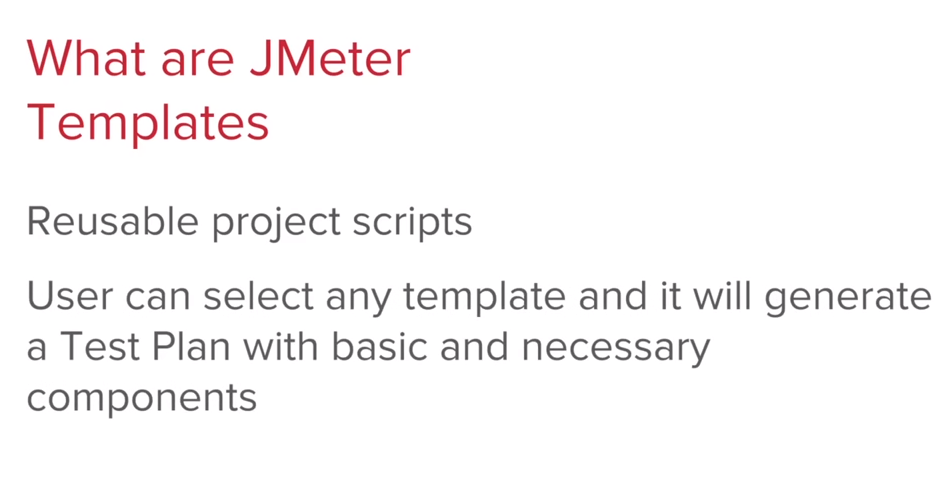 What are JMeter
Templates
Reusable project scripts
User can select any template and it will generate
a Test Plan with basic and necessary
components